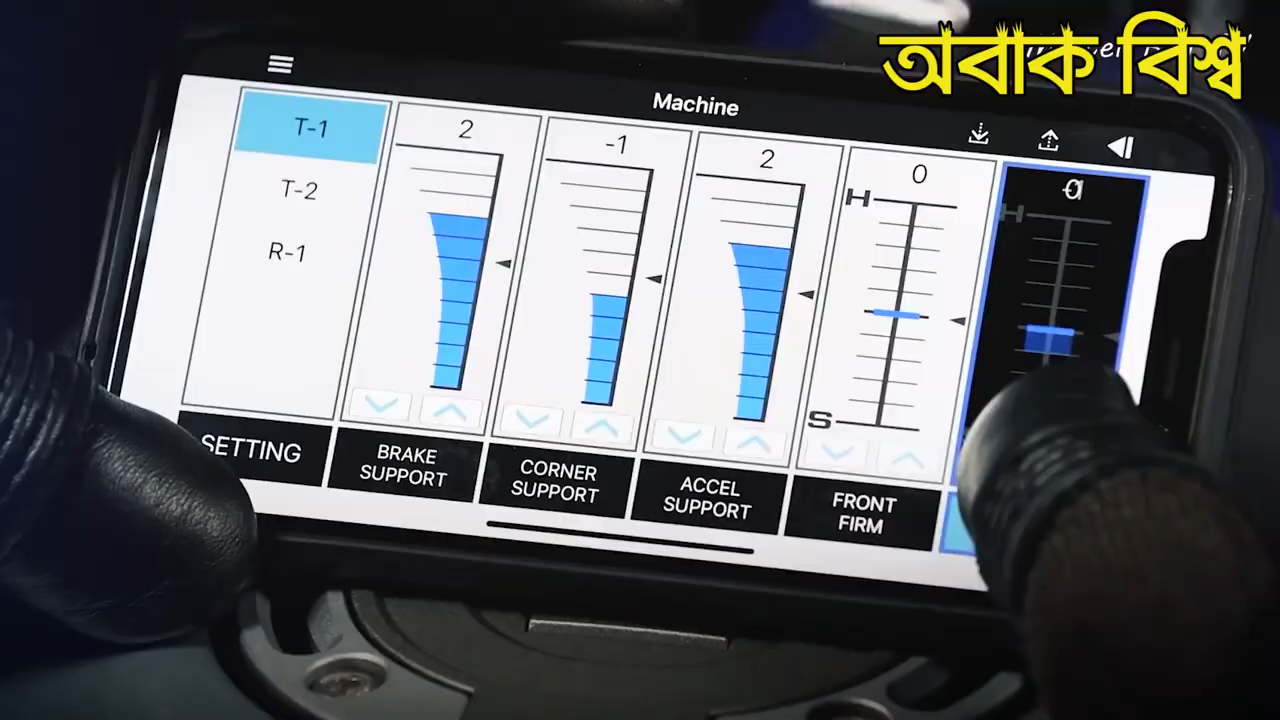 অবাক বিশ্ব
Machine
T-1
T-2
R-1
2
-1
2
0
H
S
H
SETTING
BRAKE
SUPPORT
CORNER
SUPPORT
ACCEL
SUPPORT
FRONT
FIRM